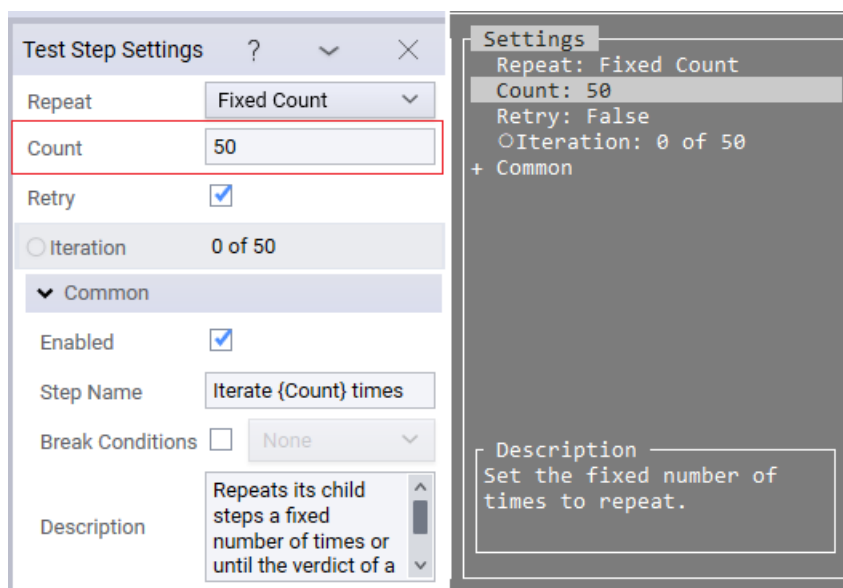 Test Step Settings ?
Repeat Fixed Count
Count 50
Retry
Iteration 0 of 50
Common
Enabled
Step Name Iterate {Count} times
Break Conditions None
Description
Repeats its child
steps a fixed
number of times or
until the verdict of a
Settings
Repeat: Fixed Count
Count: 50
Retry: False
Iteration: 0 of 50
+ Common
Description
Set the fixed number of
times to repeat.